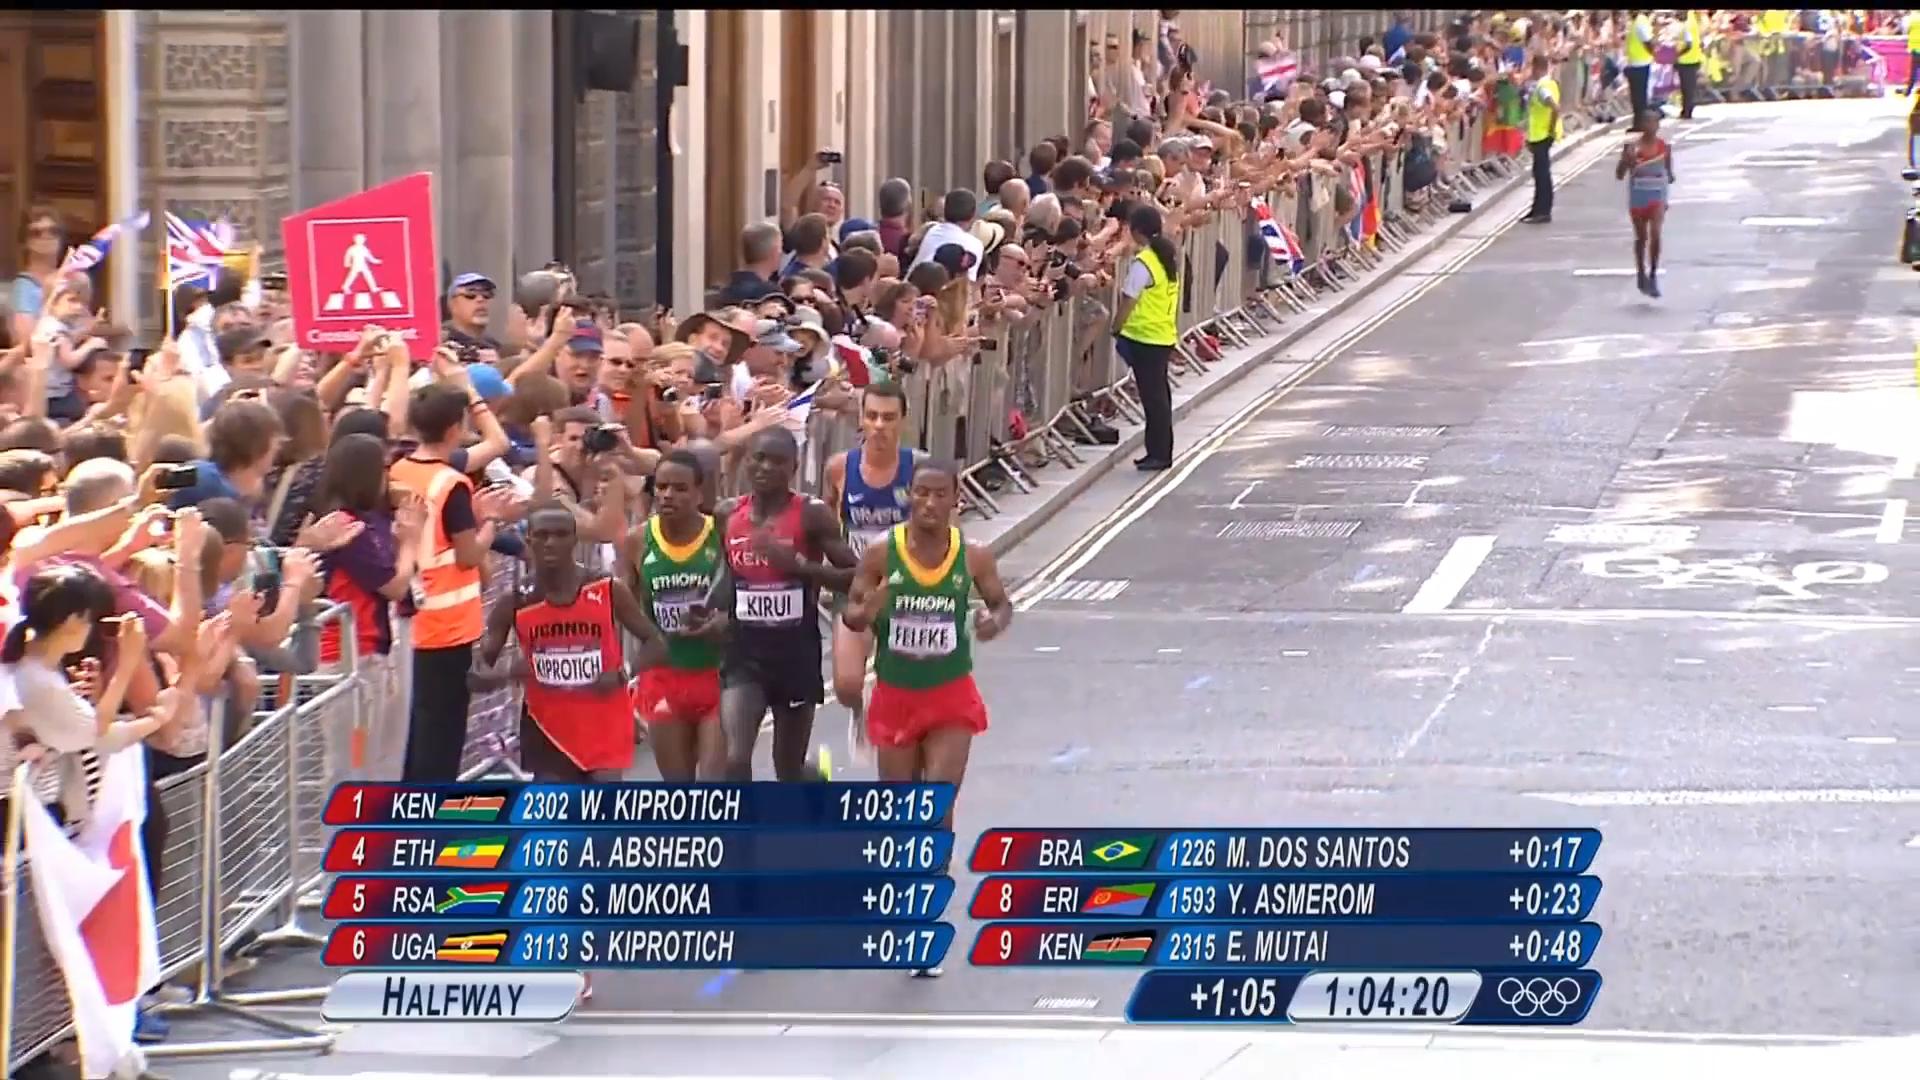 Crossing Point
BRASIL
KEN
ETHIOPIA
KIRUI
ETHIOPIA
UGANDA
FELEKE
KIPROTICH
1 KEN 2302 W. KIPROTICH 1:03:15
4 ETH 1676 A. ABSHERO +0:16
5 RSA 2786 S. MOKOKA +0:17
6 UGA 3113 S. KIPROTICH +0:17
7 BRA 1226 M. DOS SANTOS +0:17
8 ERI 1593 Y. ASMEROM +0:23
9 KEN 2315 E. MUTAI +0:48
HALFWAY
+1:05 1:04:20